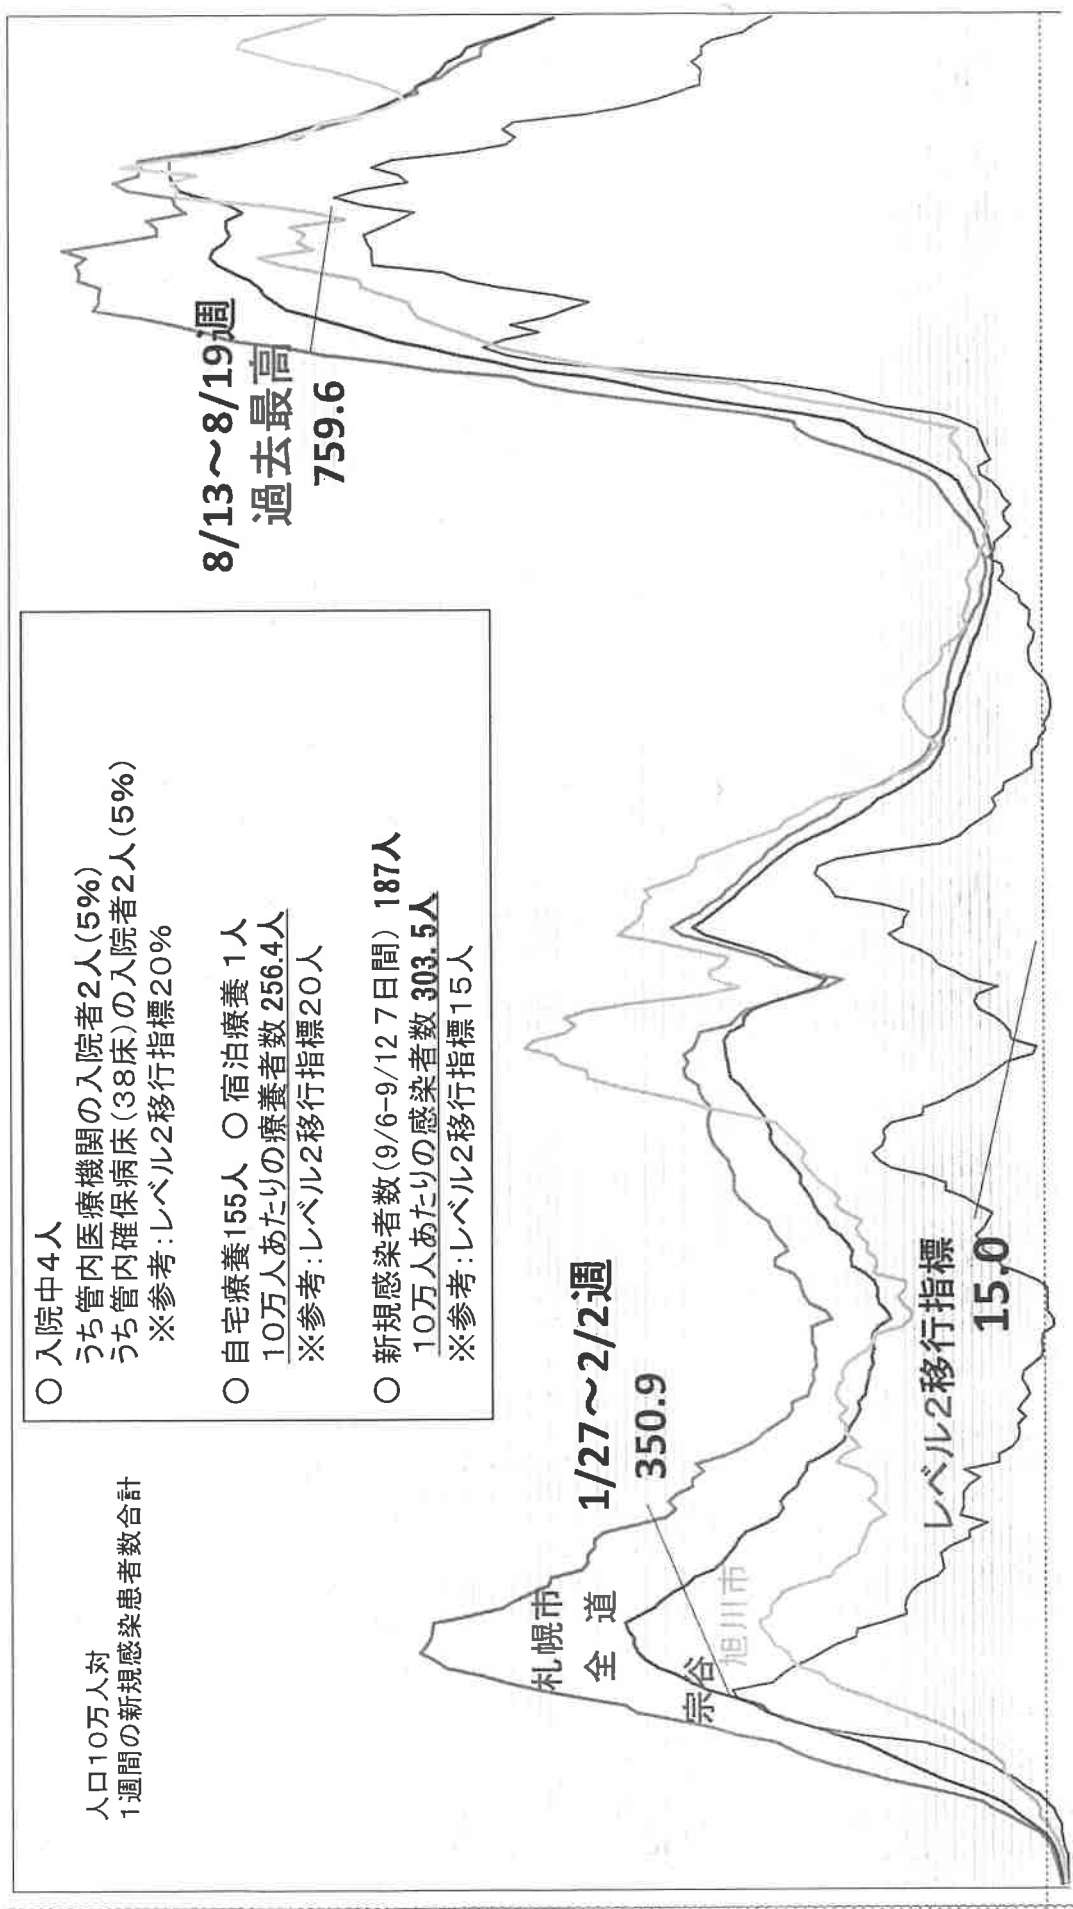 人口10万人対
1週間の新規感染患者数合計
○ 入院中4人
うち管内医療機関の入院者2人(5%)
うち管内確保病床(38床)の入院者2人(5%)
※参考:レベル2移行指標20%
○ 自宅療養155人 ○ 宿泊療養 1人
10万人あたりの療養者数 256.4人
※参考:レベル2移行指標20人
○ 新規感染者数(9/6-9/12 7日間) 187人
10万人あたりの感染者数 303.5人
※参考:レベル2移行指標15人
8/13～8/19週
過去最高
759.6
1/27～2/2週
350.9
札幌市
全 道
宗谷
旭川市
レベル2移行指標
15.0